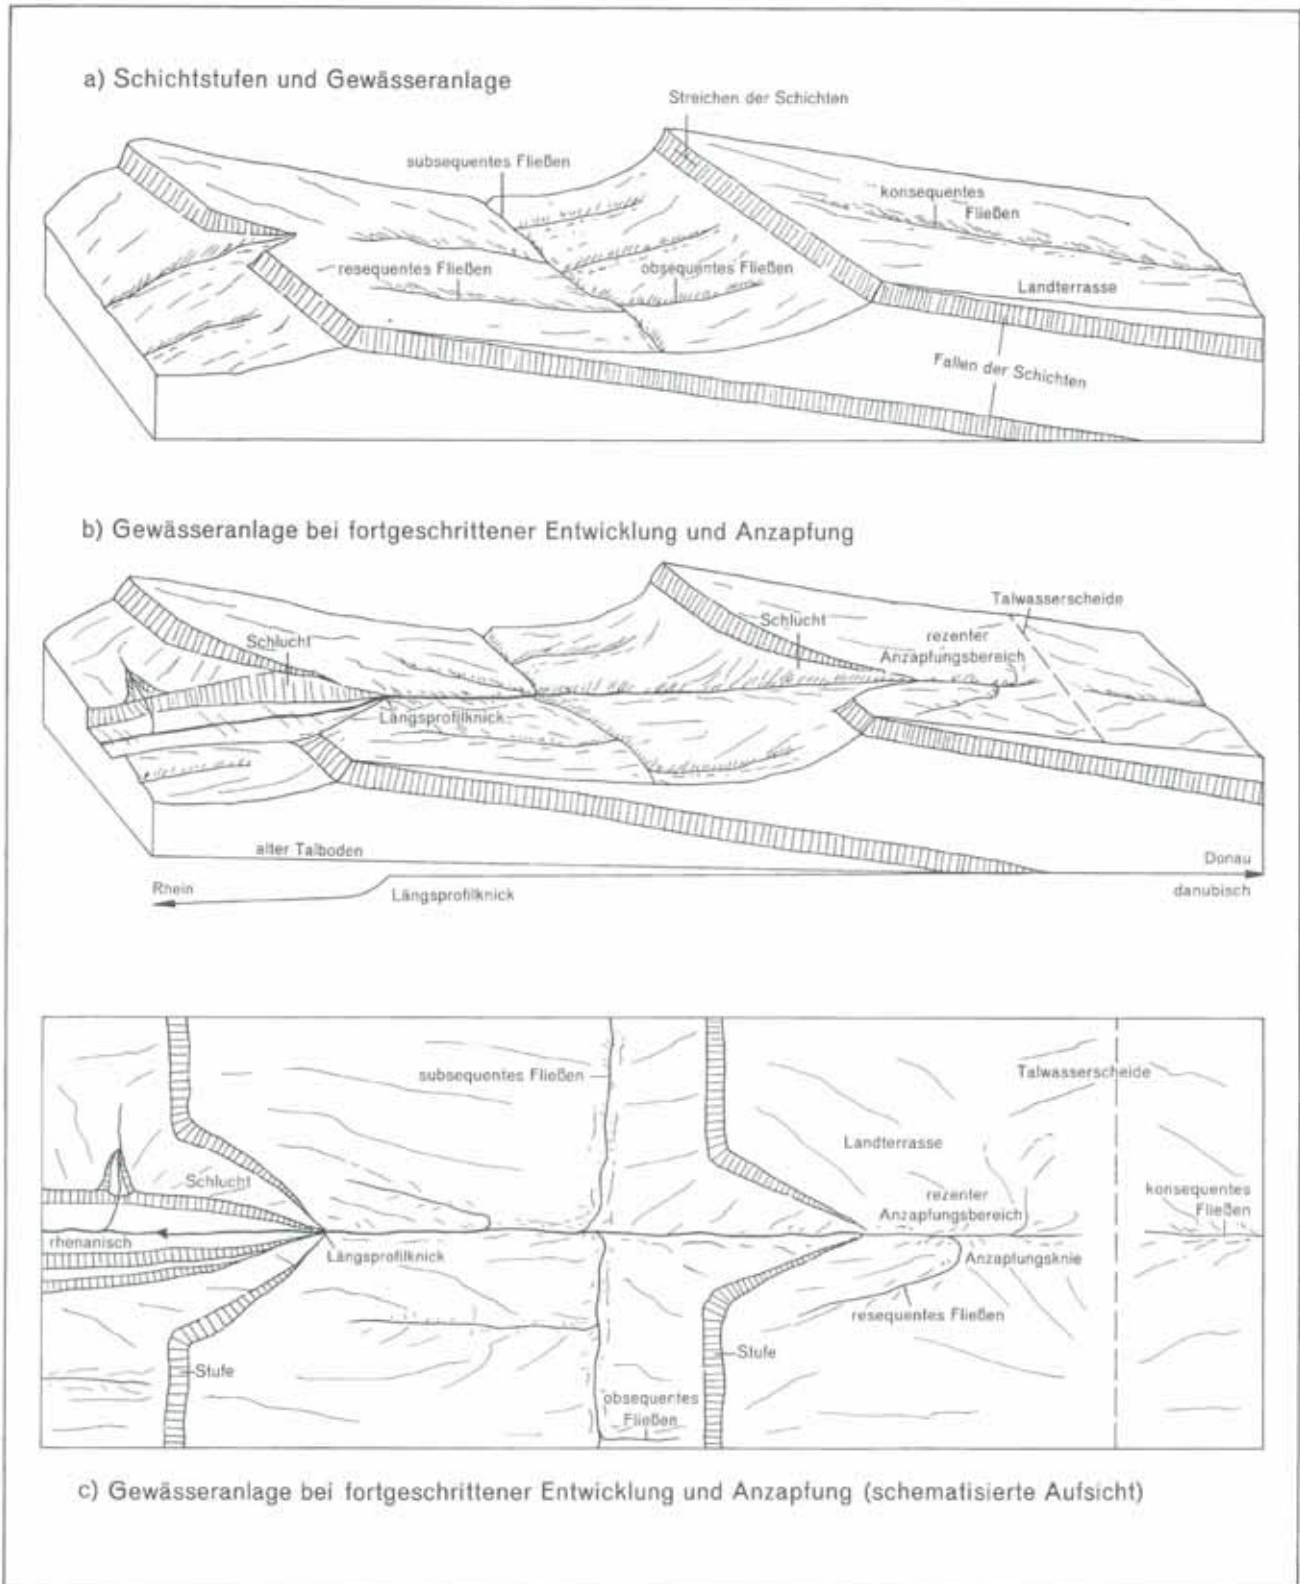 a) Schichtstufen und Gewässeranlage
Streichen der Schichten
subsequentes Fließen
konsequentes
Fließen
resequentes Fließen
obsequentes Fließen
Landterrasse
Fallen der Schichten
b) Gewässeranlage bei fortgeschrittener Entwicklung und Anzapfung
Talwasserscheide
Schlucht
Schlucht
rezenter
Anzapfungsbereich
Längsprofilknick
alter Talboden
Donau
Rhein
Längsprofilknick
danubisch
subsequentes Fließen
Talwasserscheide
Landterrasse
Schlucht
rezenter
Anzapfungsbereich
konsequentes
Fließen
rhenanisch
Längsprofilknick
Anzapfungsknie
resequentes Fließen
Stufe
Stufe
obsequentes
Fließen
c) Gewässeranlage bei fortgeschrittener Entwicklung und Anzapfung (schematisierte Aufsicht)